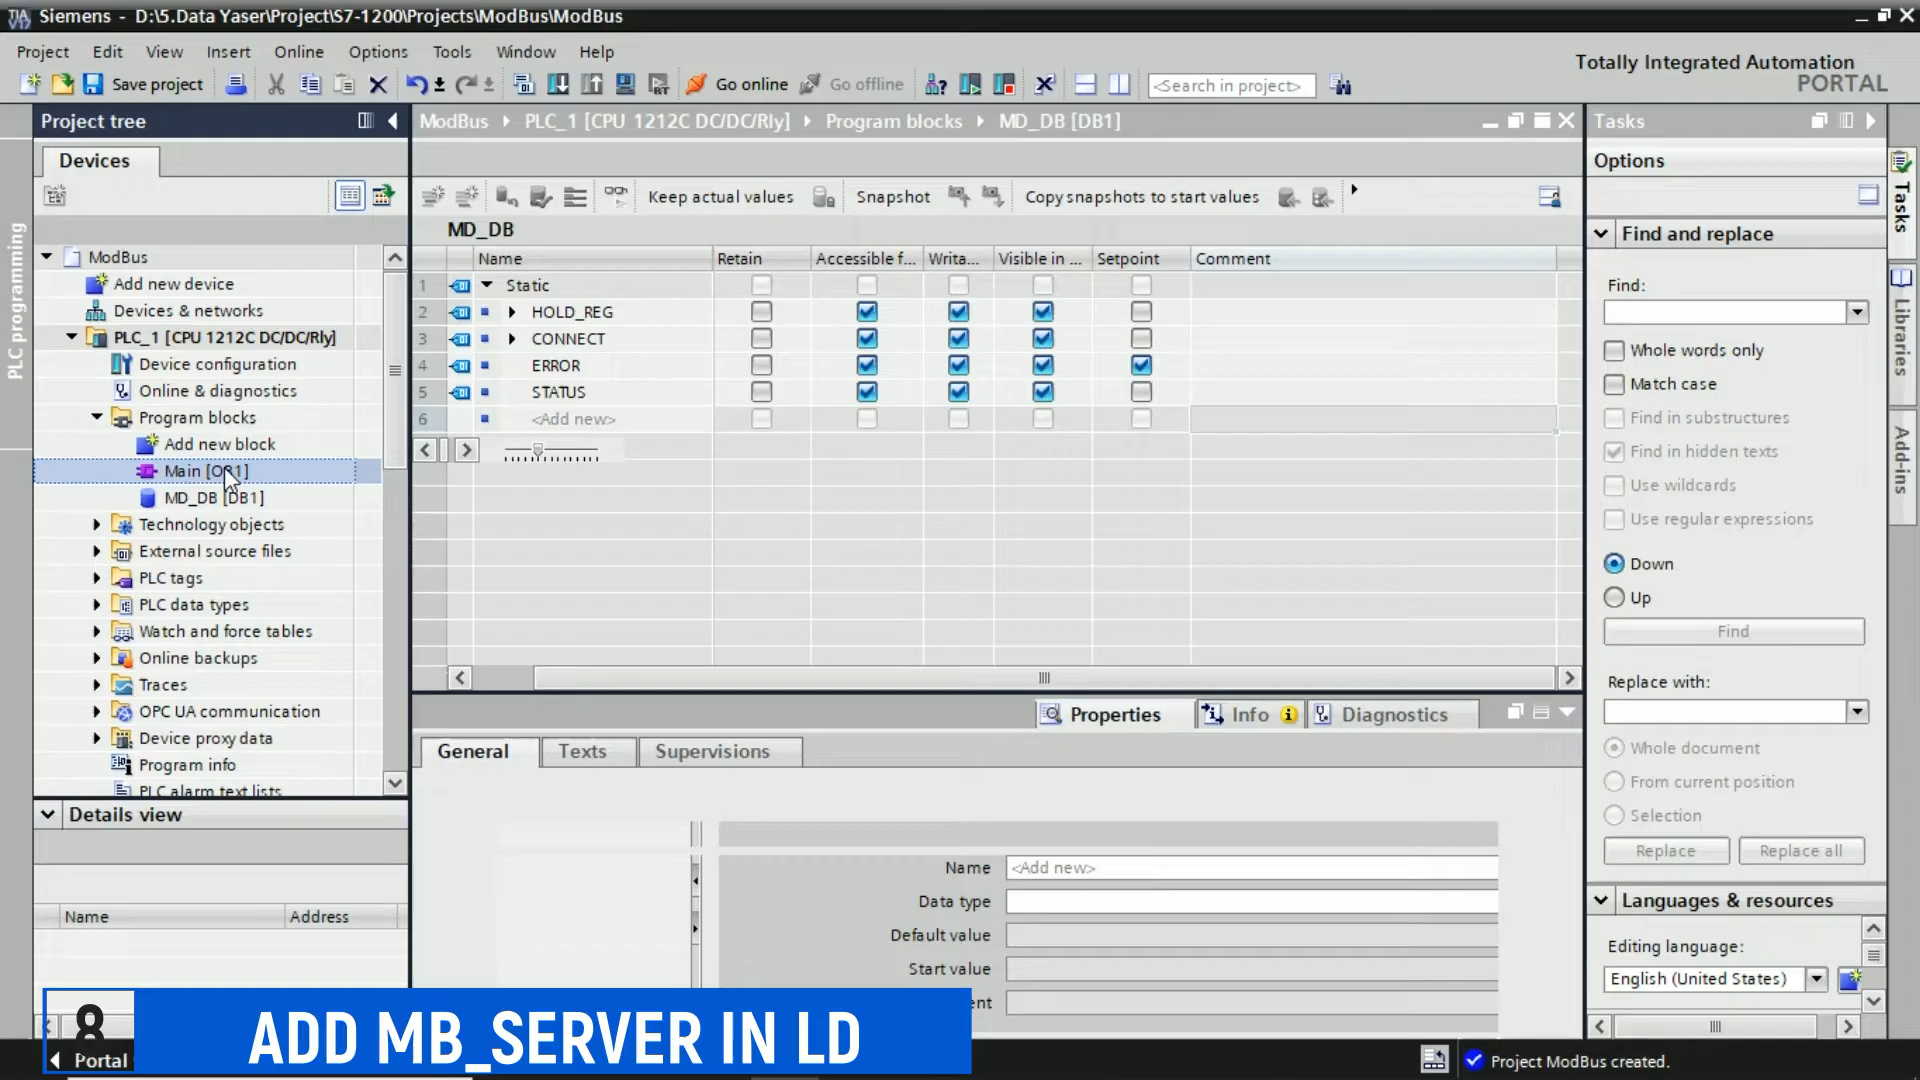 Siemens - D:\5.Data Yaser\Project\S7-1200\Projects\ModBus\ModBus
Project Edit View Insert Online Options Tools Window Help
Totally Integrated Automation
PORTAL
Save project
Go online
Go offline
<Search in project>
Project tree
ModBus
PLC_1 [CPU 1212C DC/DC/Rly]
Program blocks
MD_DB [DB1]
Tasks
Devices
Options
Keep actual values
Snapshot
Copy snapshots to start values
MD_DB
Name Retain Accessible f... Writa... Visible in ... Setpoint Comment
1 Static
2 HOLD_REG
3 CONNECT
4 ERROR
5 STATUS
6 <Add new>
PLC programming
ModBus
Add new device
Devices & networks
PLC_1 [CPU 1212C DC/DC/Rly]
Device configuration
Online & diagnostics
Program blocks
Add new block
Main [OB1]
MD_DB [DB1]
Technology objects
External source files
PLC tags
PLC data types
Watch and force tables
Online backupsTraces
OPC UA communication
Device proxy data
Program info
PLC alarm text lists
Details view
Name Address
Properties
Info
Diagnostics
General
Texts
Supervisions
Name <Add new>
Data type
Default value
Start value
Find and replace
Find:
Whole words only
Match case
Find in substructures
Find in hidden texts
Use wildcards
Use regular expressions
Down
Up
Find
Replace with:
Whole document
From current position
Selection
Replace
Replace all
Languages & resources
Editing language:
English (United States)
Tasks
Libraries
Add-ins
8
ADD MB_SERVER IN LD
Portal
Project ModBus created.